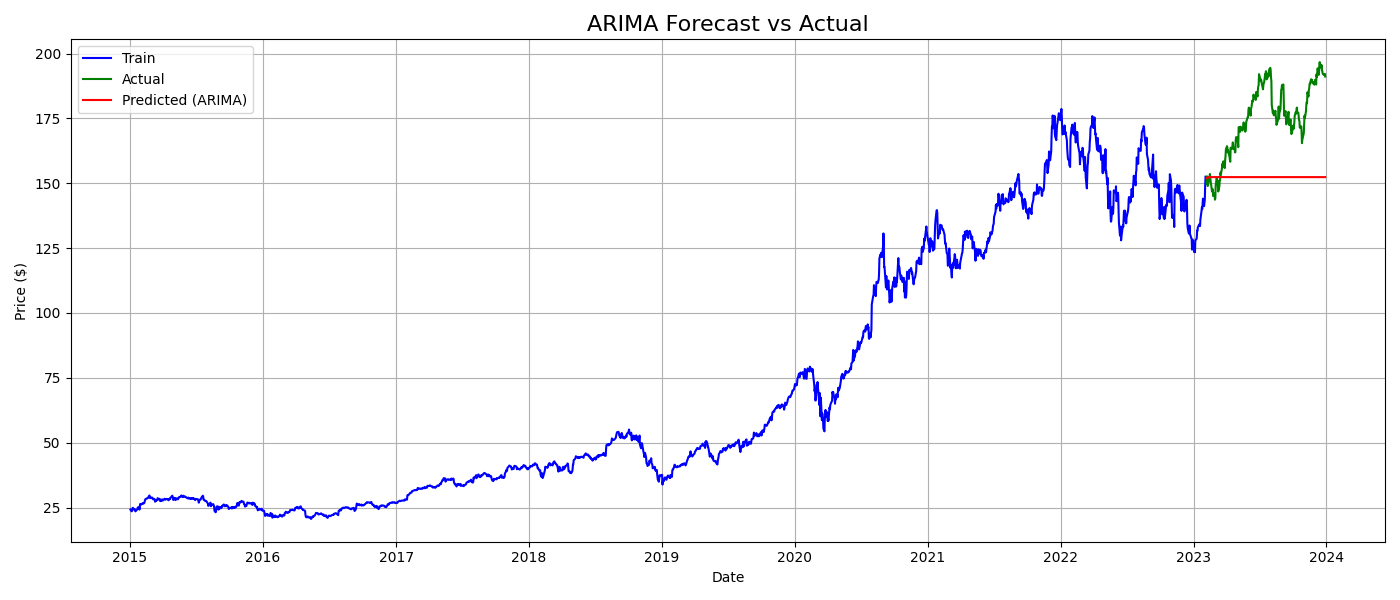 ARIMA Forecast vs Actual
Train
Actual
Predicted (ARIMA)
Price ($)
200
175
150
125
100
75
50
25
2015 2016 2017 2018 2019 2020 2021 2022 2023 2024
Date